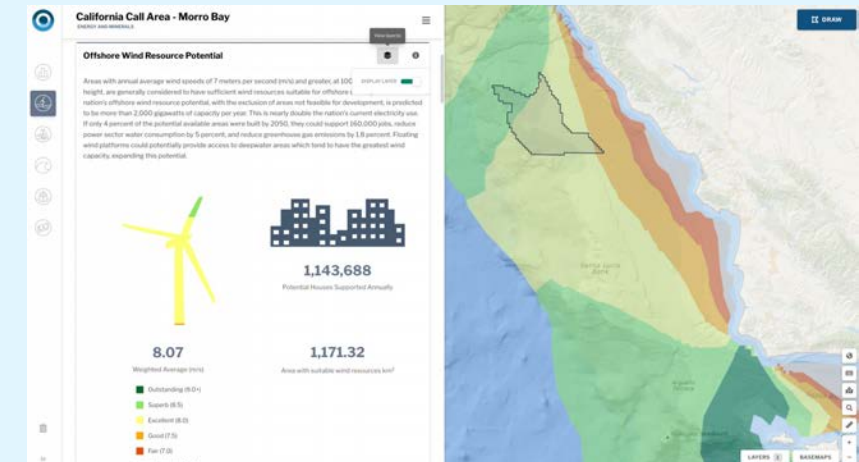 California Call Area - Morro Bay
ENERGY AND MINERALS
DRAW
Offshore Wind Resource Potential
Areas with annual average wind speeds of 7 meters per second (m/s) and greater, at 100
DISPLAY LAYER
height, are generally considered to have sufficient wind resources suitable for offshore
nation's offshore wind resource potential, with the exclusion of areas not feasible for development, is predicted
to be more than 2,000 gigawatts of capacity per year. This is nearly double the nation's current electricity use.
If only 4 percent of the potential available areas were built by 2050, they could support 160,000 jobs, reduce
power sector water consumption by 5 percent, and reduce greenhouse gas emissions by 1.8 percent. Floating
wind platforms could potentially provide access to deepwater areas which tend to have the greatest wind
capacity, expanding this potential.
1,143,688
Potential Houses Supported Annually
8.07
Weighted Average (m/s)
1,171.32
Area with suitable wind resources km²
Outstanding (9.0+)
Superb (8.5)
Excellent (8.0)
Good (7.5)
Fair (7.0)
Santa Lucia
Bank
LAYERS 1
BASEMAPS